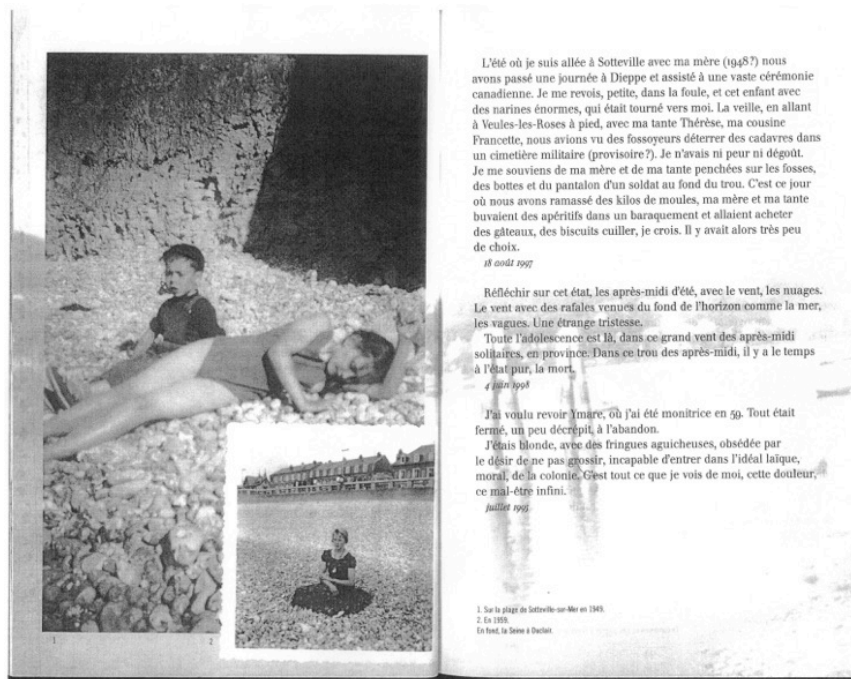 L'été où je suis allée à Sotteville avec ma mère (1948?) nous
avons passé une journée à Dieppe et assisté à une vaste cérémonie
canadienne. Je me revois, petite, dans la foule, et cet enfant avec
des narines énormes, qui était tourné vers moi. La veille, en allant
à Veules-les-Roses à pied, avec ma tante Thérèse, ma cousine
Francette, nous avions vu des fossoyeurs déterrer des cadavres dans
un cimetière militaire (provisoire?). Je n'avais ni peur ni dégoût.
Je me souviens de ma mère et de ma tante penchées sur les fosses,
des bottes et du pantalon d'un soldat au fond du trou. C'est ce jour
où nous avons ramassé des kilos de moules, ma mère et ma tante
buvaient des apéritifs dans un baraquement et allaient acheter
des gâteaux, des biscuits cuiller, je crois. Il y avait alors très peu
de choix.
18 août 1997
Réfléchir sur cet état, les après-midi d'été, avec le vent, les nuages.
Le vent avec des rafales venues du fond de l'horizon comme la mer,
les vagues. Une étrange tristesse.
Toute l'adolescence est là, dans ce grand vent des après-midi
solitaires, en province. Dans ce trou des après-midi, il y a le temps
à l'état pur, la mort.
4 juin 1998
J'ai voulu revoir Ymare, où j'ai été monitrice en 59. Tout était
fermé, un peu décrépit, à l'abandon.
J'étais blonde, avec des fringues aguicheuses, obsédée par
le désir de ne pas grossir, incapable d'entrer dans l'idéal laïque,
moral, de la colonie. C'est tout ce que je vois de moi, cette douleur,
ce mal-être infini.
juillet 1995
1. Sur la plage de Sotteville-sur-Mer en 1949.
2. En 1959.
En fond, la Seine à Duclair.
1
2